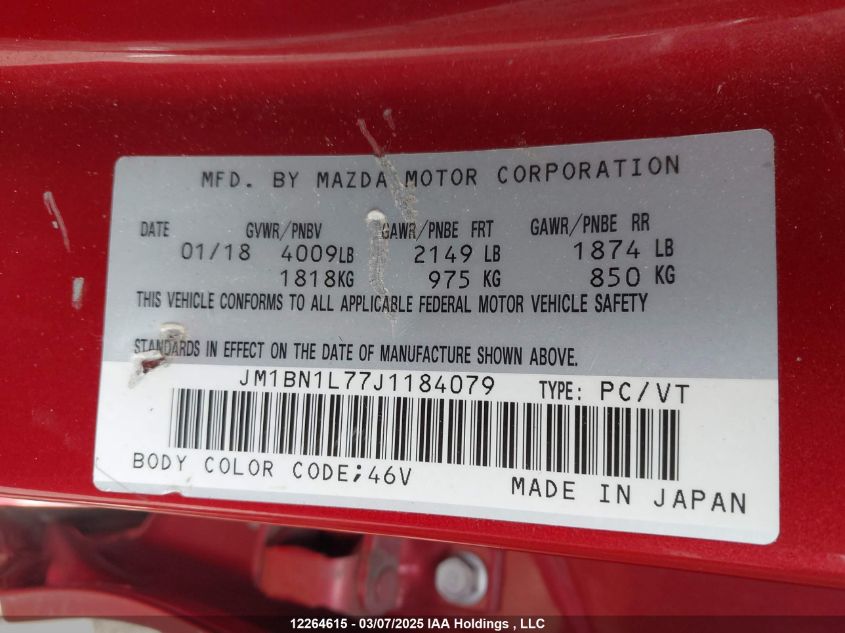 MFD. BY MAZDA MOTOR CORPORATION
DATE GVWR/PNBV GAWR/PNBE FRT GAWR/PNBE RR
01/18 4009LB 2149 LB 1874 LB
1818KG 975 KG 850 KG
THIS VEHICLE CONFORMS TO ALL APPLICABLE FEDERAL MOTOR VEHICLE SAFETY
STANDARDS IN EFFECT ON THE DATE OF MANUFACTURE SHOWN ABOVE.
JM1BN1L77J1184079 TYPE: PC/VT
BODY COLOR CODE;46V
MADE IN JAPAN
12264615 - 03/07/2025 IAA Holdings , LLC